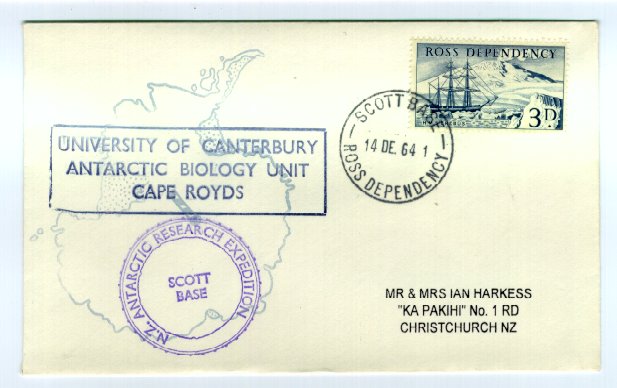 ROSS DEPENDENCY
3D.
SCOTT BASE
14 DE. 64 1
ROSS DEPENDENCY
UNIVERSITY OF CANTERBURY
ANTARCTIC BIOLOGY UNIT
CAPE ROYDS
N.Z. ANTARCTIC RESEARCH EXPEDITION
SCOTT
BASE
MR & MRS IAN HARKESS
"KA PAKIHI" No. 1 RD
CHRISTCHURCH NZ